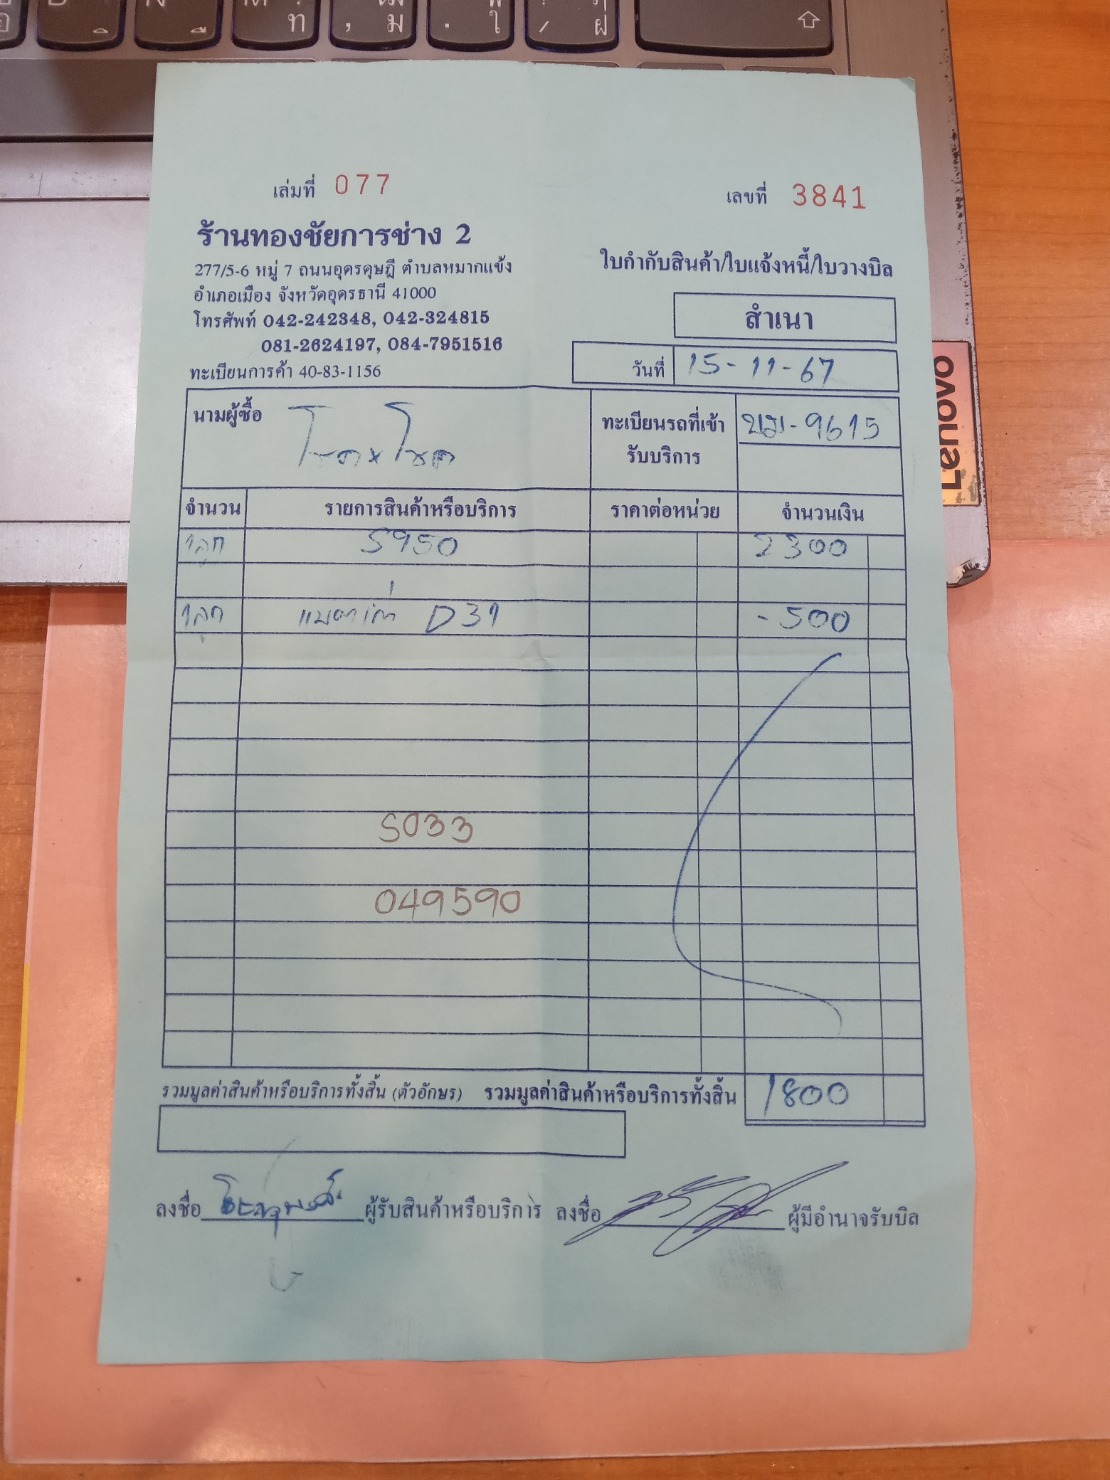 เล่มที่ 077
เลขที่ 3841
ร้านทองชัยการช่าง 2
277/5-6 หมู่ 7 ถนนอุดรดุษฎี ตำบลหมากแข้ง
อำเภอเมือง จังหวัดอุดรธานี 41000
โทรศัพท์ 042-242348, 042-324815
081-2624197, 084-7951516
ทะเบียนการค้า 40-83-1156
ใบกำกับสินค้า/ใบแจ้งหนี้/ใบวางบิล
สำเนา
วันที่ 15-11-67
นามผู้ซื้อ
ทะเบียนรถที่เข้า
รับบริการ
-9615
จำนวน รายการสินค้าหรือบริการ ราคาต่อหน่วย จำนวนเงิน
1ลูก S950 2300
1ลูก แบตเก่า D31 -500
S033
049590
รวมมูลค่าสินค้าหรือบริการทั้งสิ้น (ตัวอักษร) รวมมูลค่าสินค้าหรือบริการทั้งสิ้น 1800
ลงชื่อ ผู้รับสินค้าหรือบริการ ลงชื่อ ผู้มีอำนาจรับบิล
Lenovo